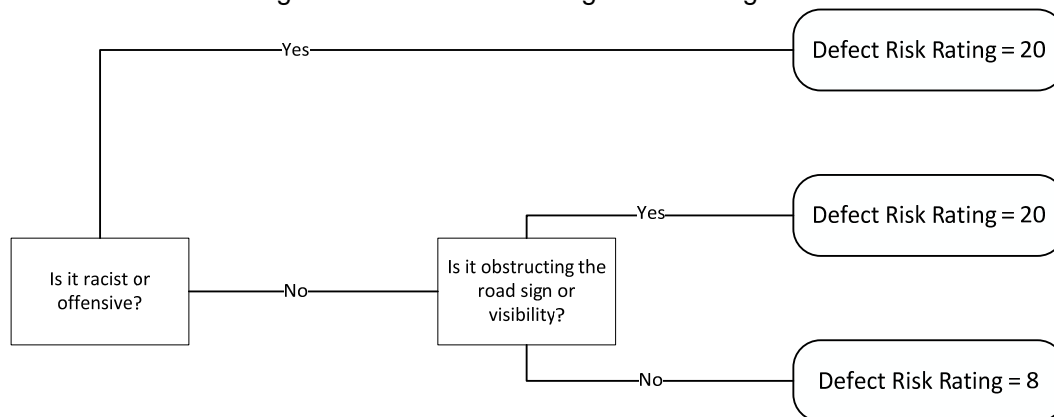 Yes
Defect Risk Rating = 20
Yes
Defect Risk Rating = 20
Is it racist or
offensive?
No
Is it obstructing the
road sign or
visibility?
No
Defect Risk Rating = 8